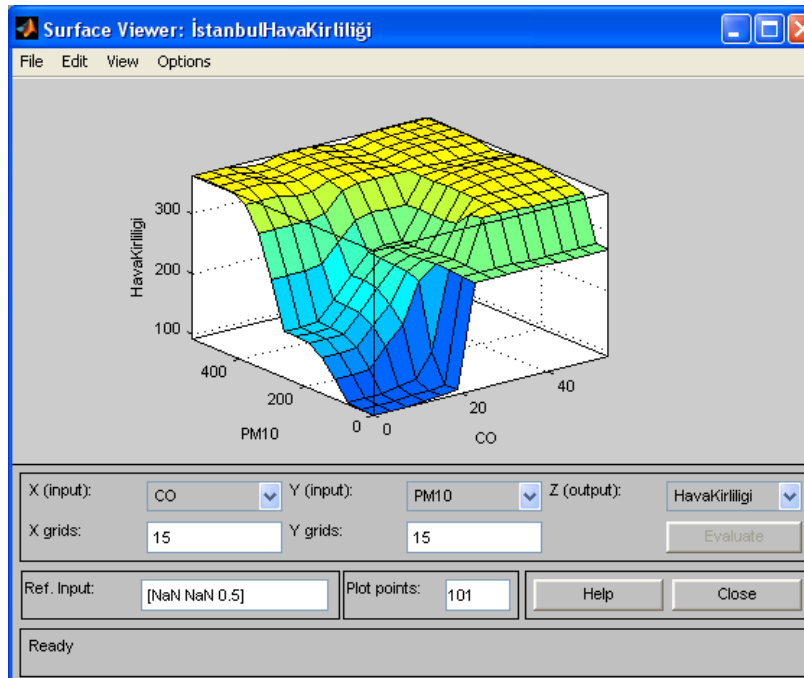 Surface Viewer: İstanbulHavaKirliliği
File Edit View Options
300
200
100
HavaKirliligi
400
200
0
PM10
0
20
40
CO
X (input): CO Y (input): PM10 Z (output): HavaKirliligi
X grids: 15 Y grids: 15 Evaluate
Ref. Input: [NaN NaN 0.5] Plot points: 101 Help Close
Ready